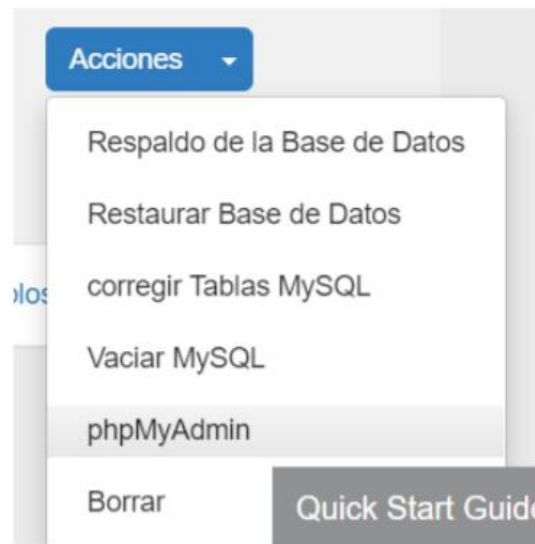 Acciones
Respaldo de la Base de Datos
Restaurar Base de Datos
corregir Tablas MySQL
Vaciar MySQL
phpMyAdmin
Borrar
Quick Start Guide